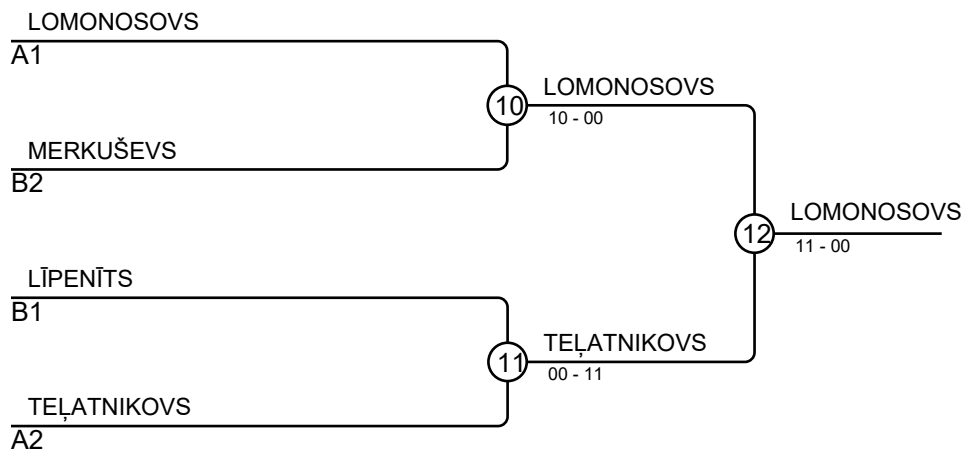 LOMONOSOVS
A1
10
LOMONOSOVS
10 - 00
MERKUŠEVS
B2
12
LOMONOSOVS
11 - 00
LĪPENĪTS
B1
11
TEĻATNIKOVS
00 - 11
TEĻATNIKOVS
A2